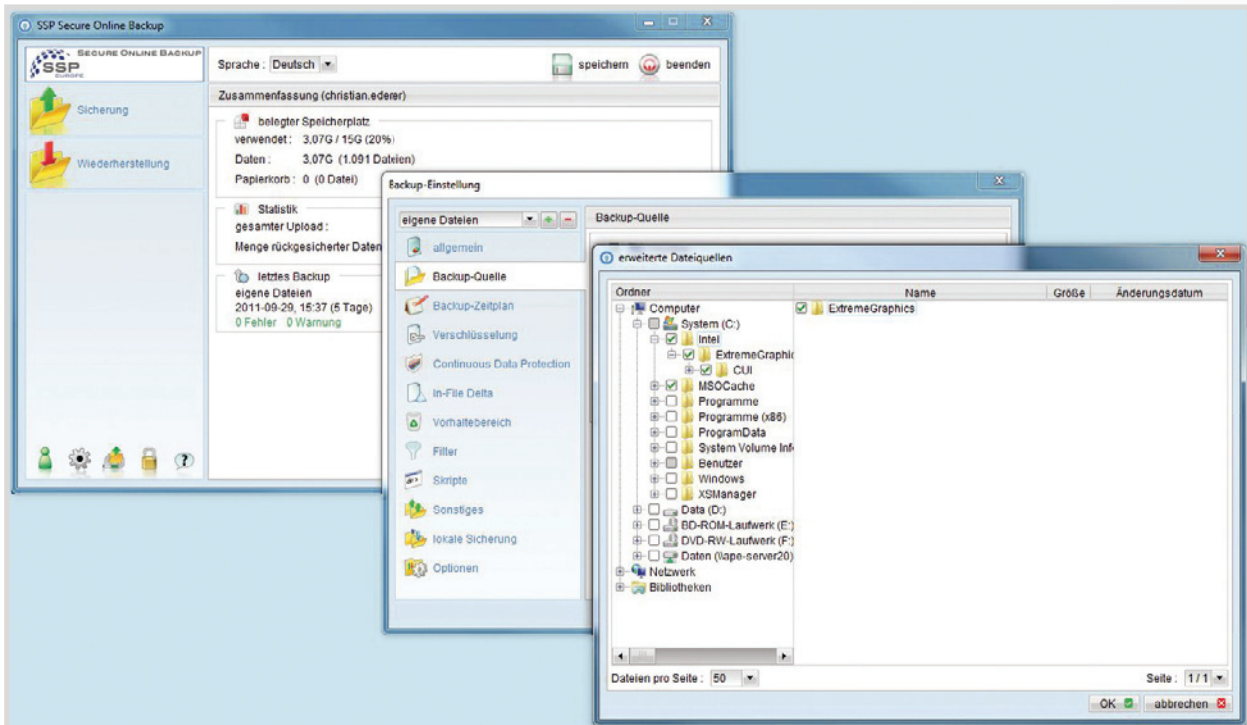 SSP Secure Online Backup
SECURE ONLINE BACKUP
SSP
EUROPE
Sprache : Deutsch
speichern
beenden
Sicherung
Wiederherstellung
Zusammenfassung (christian.ederer)
belegter Speicherplatz
verwendet : 3,07G / 15G (20%)
Daten : 3,07G (1.091 Dateien)
Papierkorb : 0 (0 Datei)
Statistik
gesamter Upload :
Menge rückgesicherter Daten
letztes Backup
eigene Dateien
2011-09-29, 15:37 (5 Tage)
0 Fehler 0 Warnung
Backup-Einstellung
eigene Dateien
allgemein
Backup-Quelle
Backup-Zeitplan
Verschlüsselung
Continuous Data Protection
In-File Delta
Vorhaltebereich
Filter
Skripte
Sonstiges
lokale Sicherung
Optionen
Backup-Quelle
erweiterte Dateiquellen
Ordner
Name
Größe
Änderungsdatum
Computer
System (C:)
Intel
ExtremeGraphic
CUI
MSOCache
Programme
Programme (x86)
ProgramData
System Volume Inf
Benutzer
Windows
XSManager
Data (D:)
BD-ROM-Laufwerk (E:)
DVD-RW-Laufwerk (F:)
Daten (\\ape-server20)
Netzwerk
Bibliotheken
ExtremeGraphics
Dateien pro Seite : 50
Seite : 1 / 1
OK
abbrechen